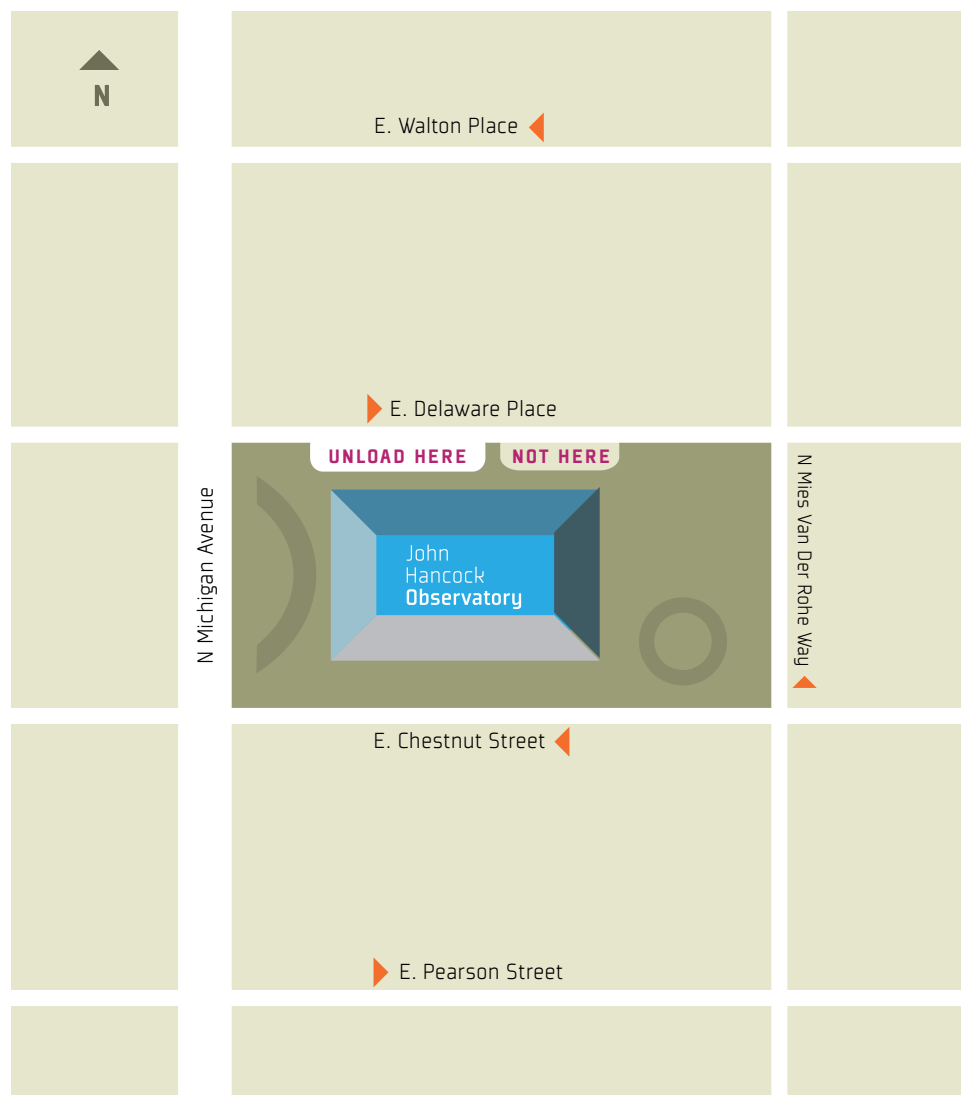 N
E. Walton Place
E. Delaware Place
UNLOAD HERE
NOT HERE
N Michigan Avenue
John
Hancock
Observatory
N Mies Van Der Rohe Way
E. Chestnut Street
E. Pearson Street